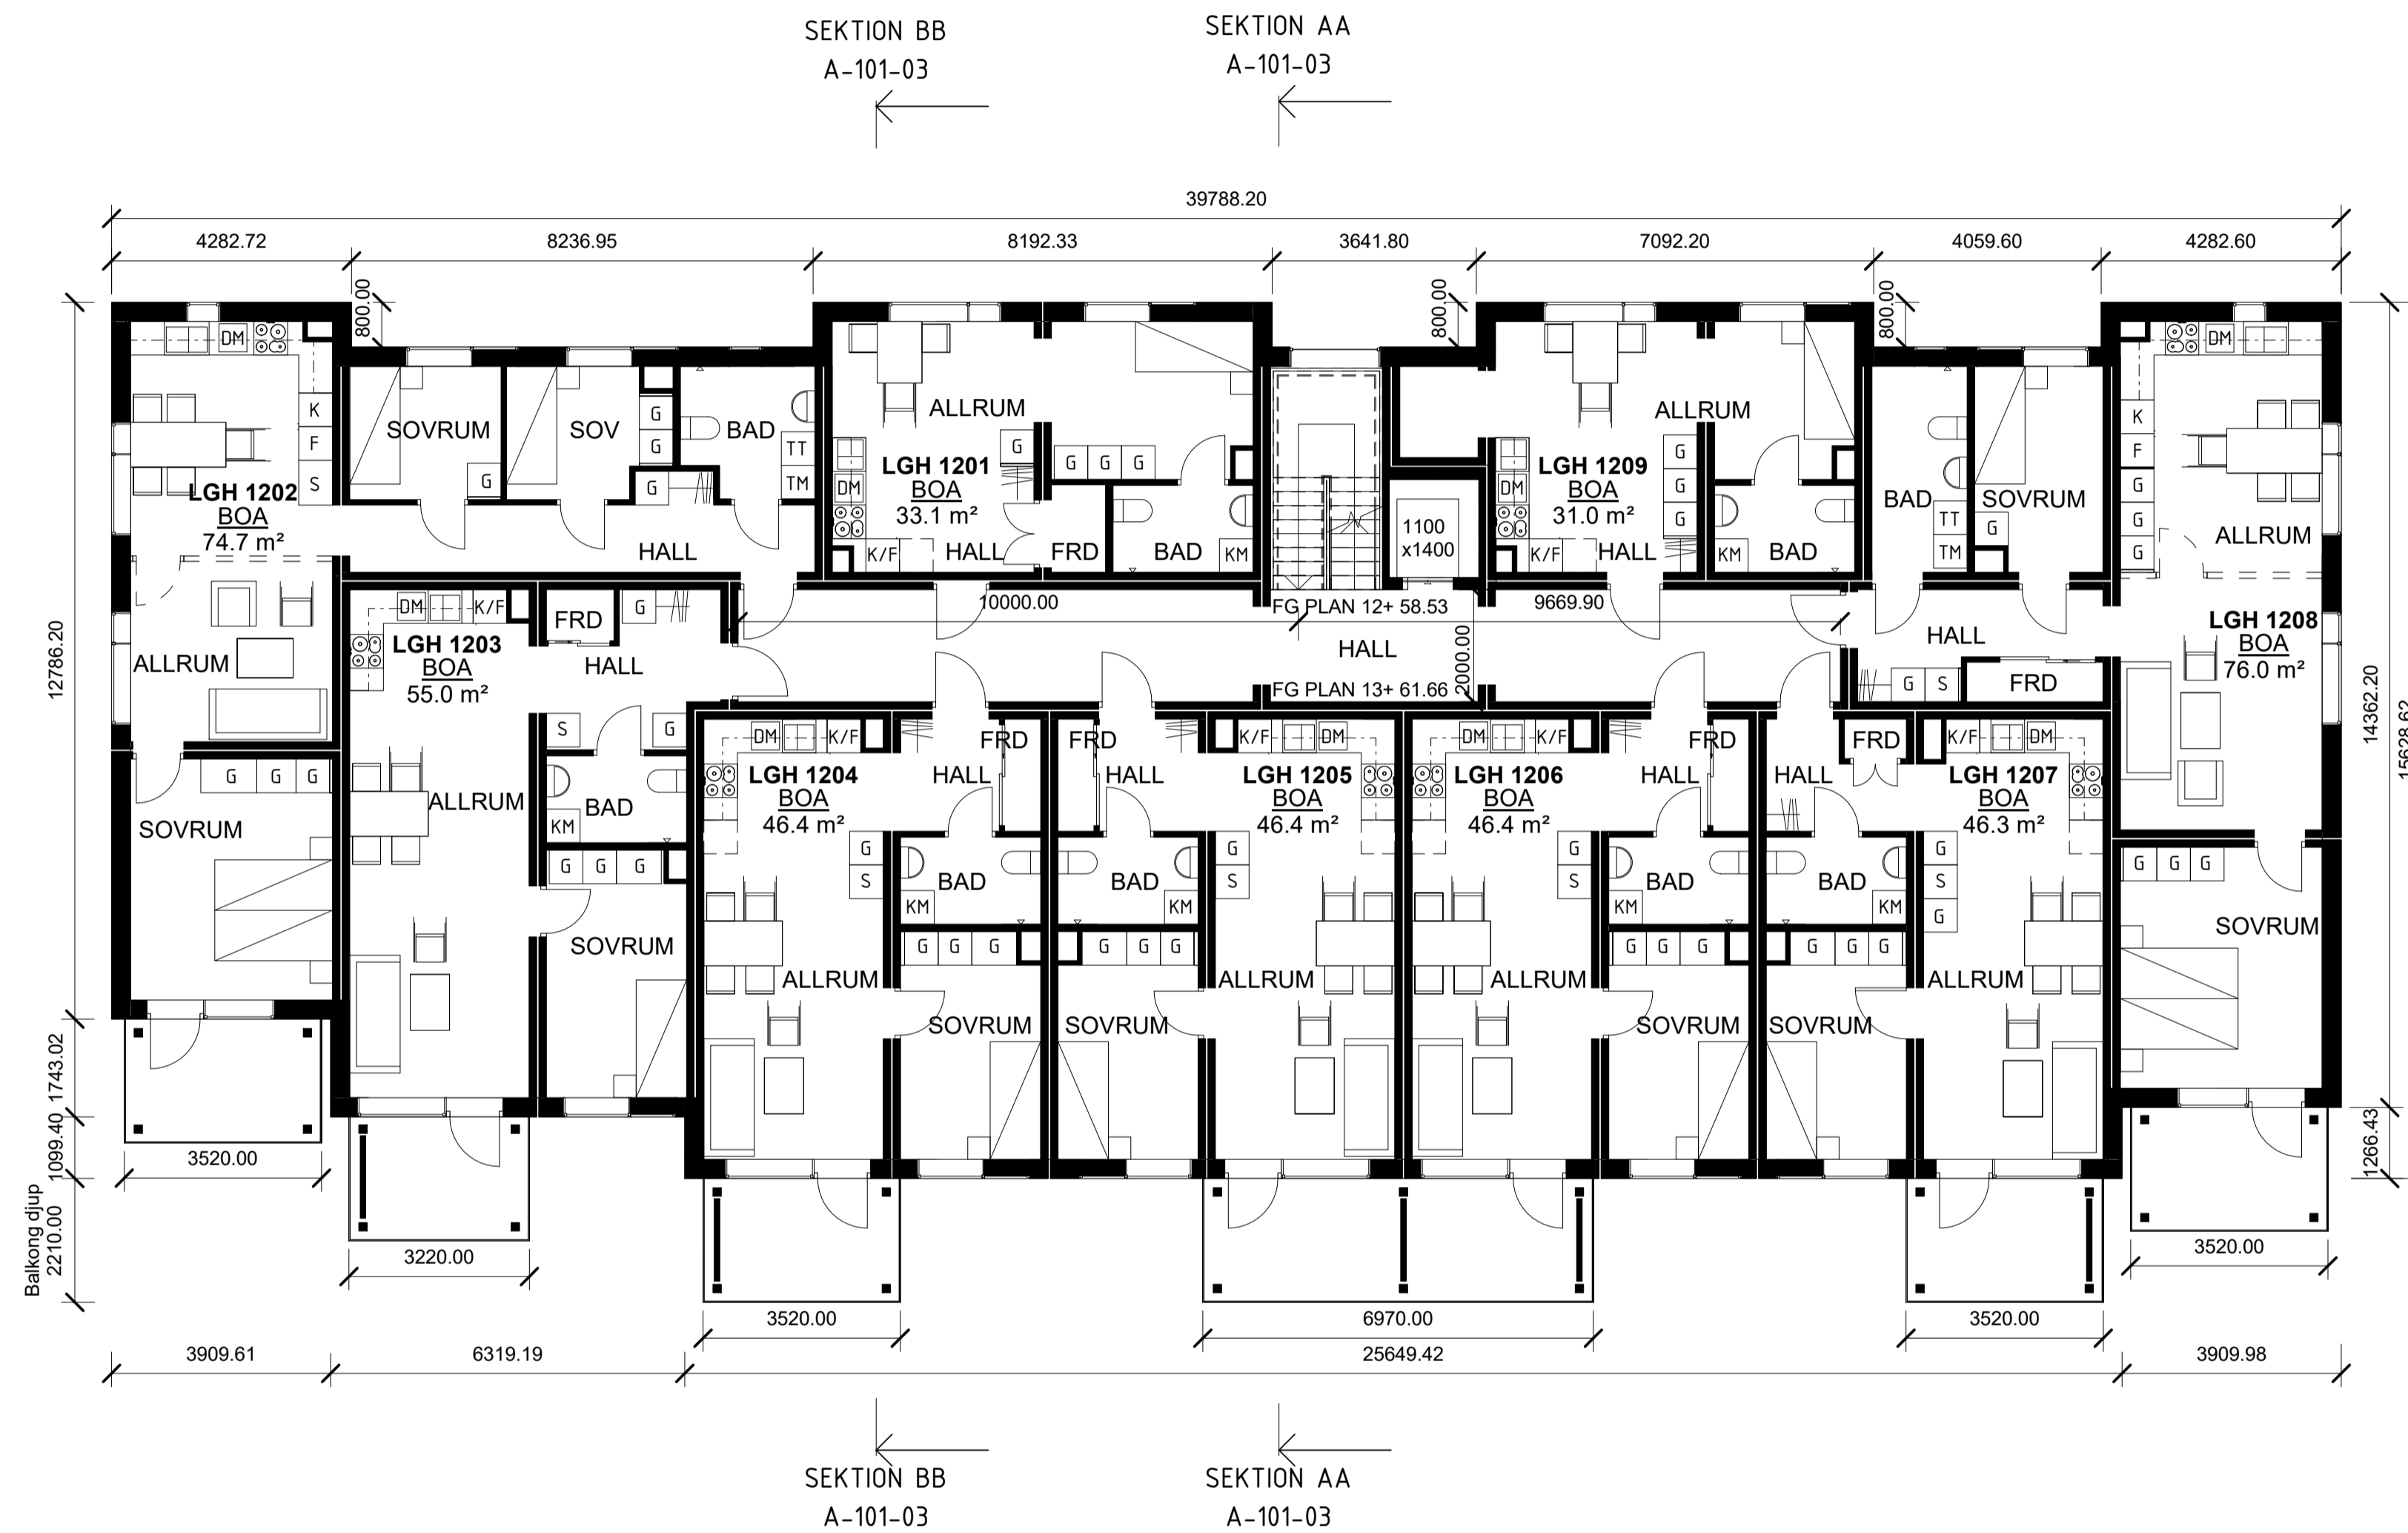 SEKTION BB
A-101-03
SEKTION AA
A-101-03
39788.20
4282.72
8236.95
8192.33
3641.80
7092.20
4059.60
4282.60
800.00
800.00
800.00
12786.20
1743.02
1099.40
Balkong djup
2210.00
14362.20
1266.43
15628.62
DM
K
F
S
LGH 1202
BOA
74.7 m²
ALLRUM
SOVRUM
G
G
G
SOVRUM
G
SOV
G
G
G
BAD
TT
TM
HALL
ALLRUM
LGH 1201
BOA
33.1 m²
DM
K/F
HALL
G
G
G
G
FRD
BAD
KM
1100
x1400
ALLRUM
LGH 1209
BOA
31.0 m²
DM
K/F
HALL
G
G
G
KM
BAD
BAD
TT
TM
SOVRUM
G
DM
K
F
G
G
G
ALLRUM
LGH 1208
BOA
76.0 m²
HALL
G
S
FRD
G
G
G
SOVRUM
10000.00
FG PLAN 12+ 58.53
9669.90
HALL
2000.00
FG PLAN 13+ 61.66
DM
K/F
LGH 1203
BOA
55.0 m²
FRD
G
HALL
S
G
ALLRUM
BAD
KM
G
G
G
SOVRUM
DM
K/F
LGH 1204
BOA
46.4 m²
FRD
HALL
G
S
BAD
KM
G
G
G
ALLRUM
SOVRUM
FRD
HALL
K/F
DM
LGH 1205
BOA
46.4 m²
BAD
KM
G
S
G
G
G
SOVRUM
ALLRUM
DM
K/F
LGH 1206
BOA
46.4 m²
FRD
HALL
G
S
BAD
KM
G
G
G
ALLRUM
SOVRUM
FRD
HALL
K/F
DM
LGH 1207
BOA
46.3 m²
BAD
KM
G
S
G
G
G
G
SOVRUM
ALLRUM
3520.00
3220.00
3520.00
6970.00
3520.00
3520.00
3909.61
6319.19
25649.42
3909.98
SEKTION BB
A-101-03
SEKTION AA
A-101-03